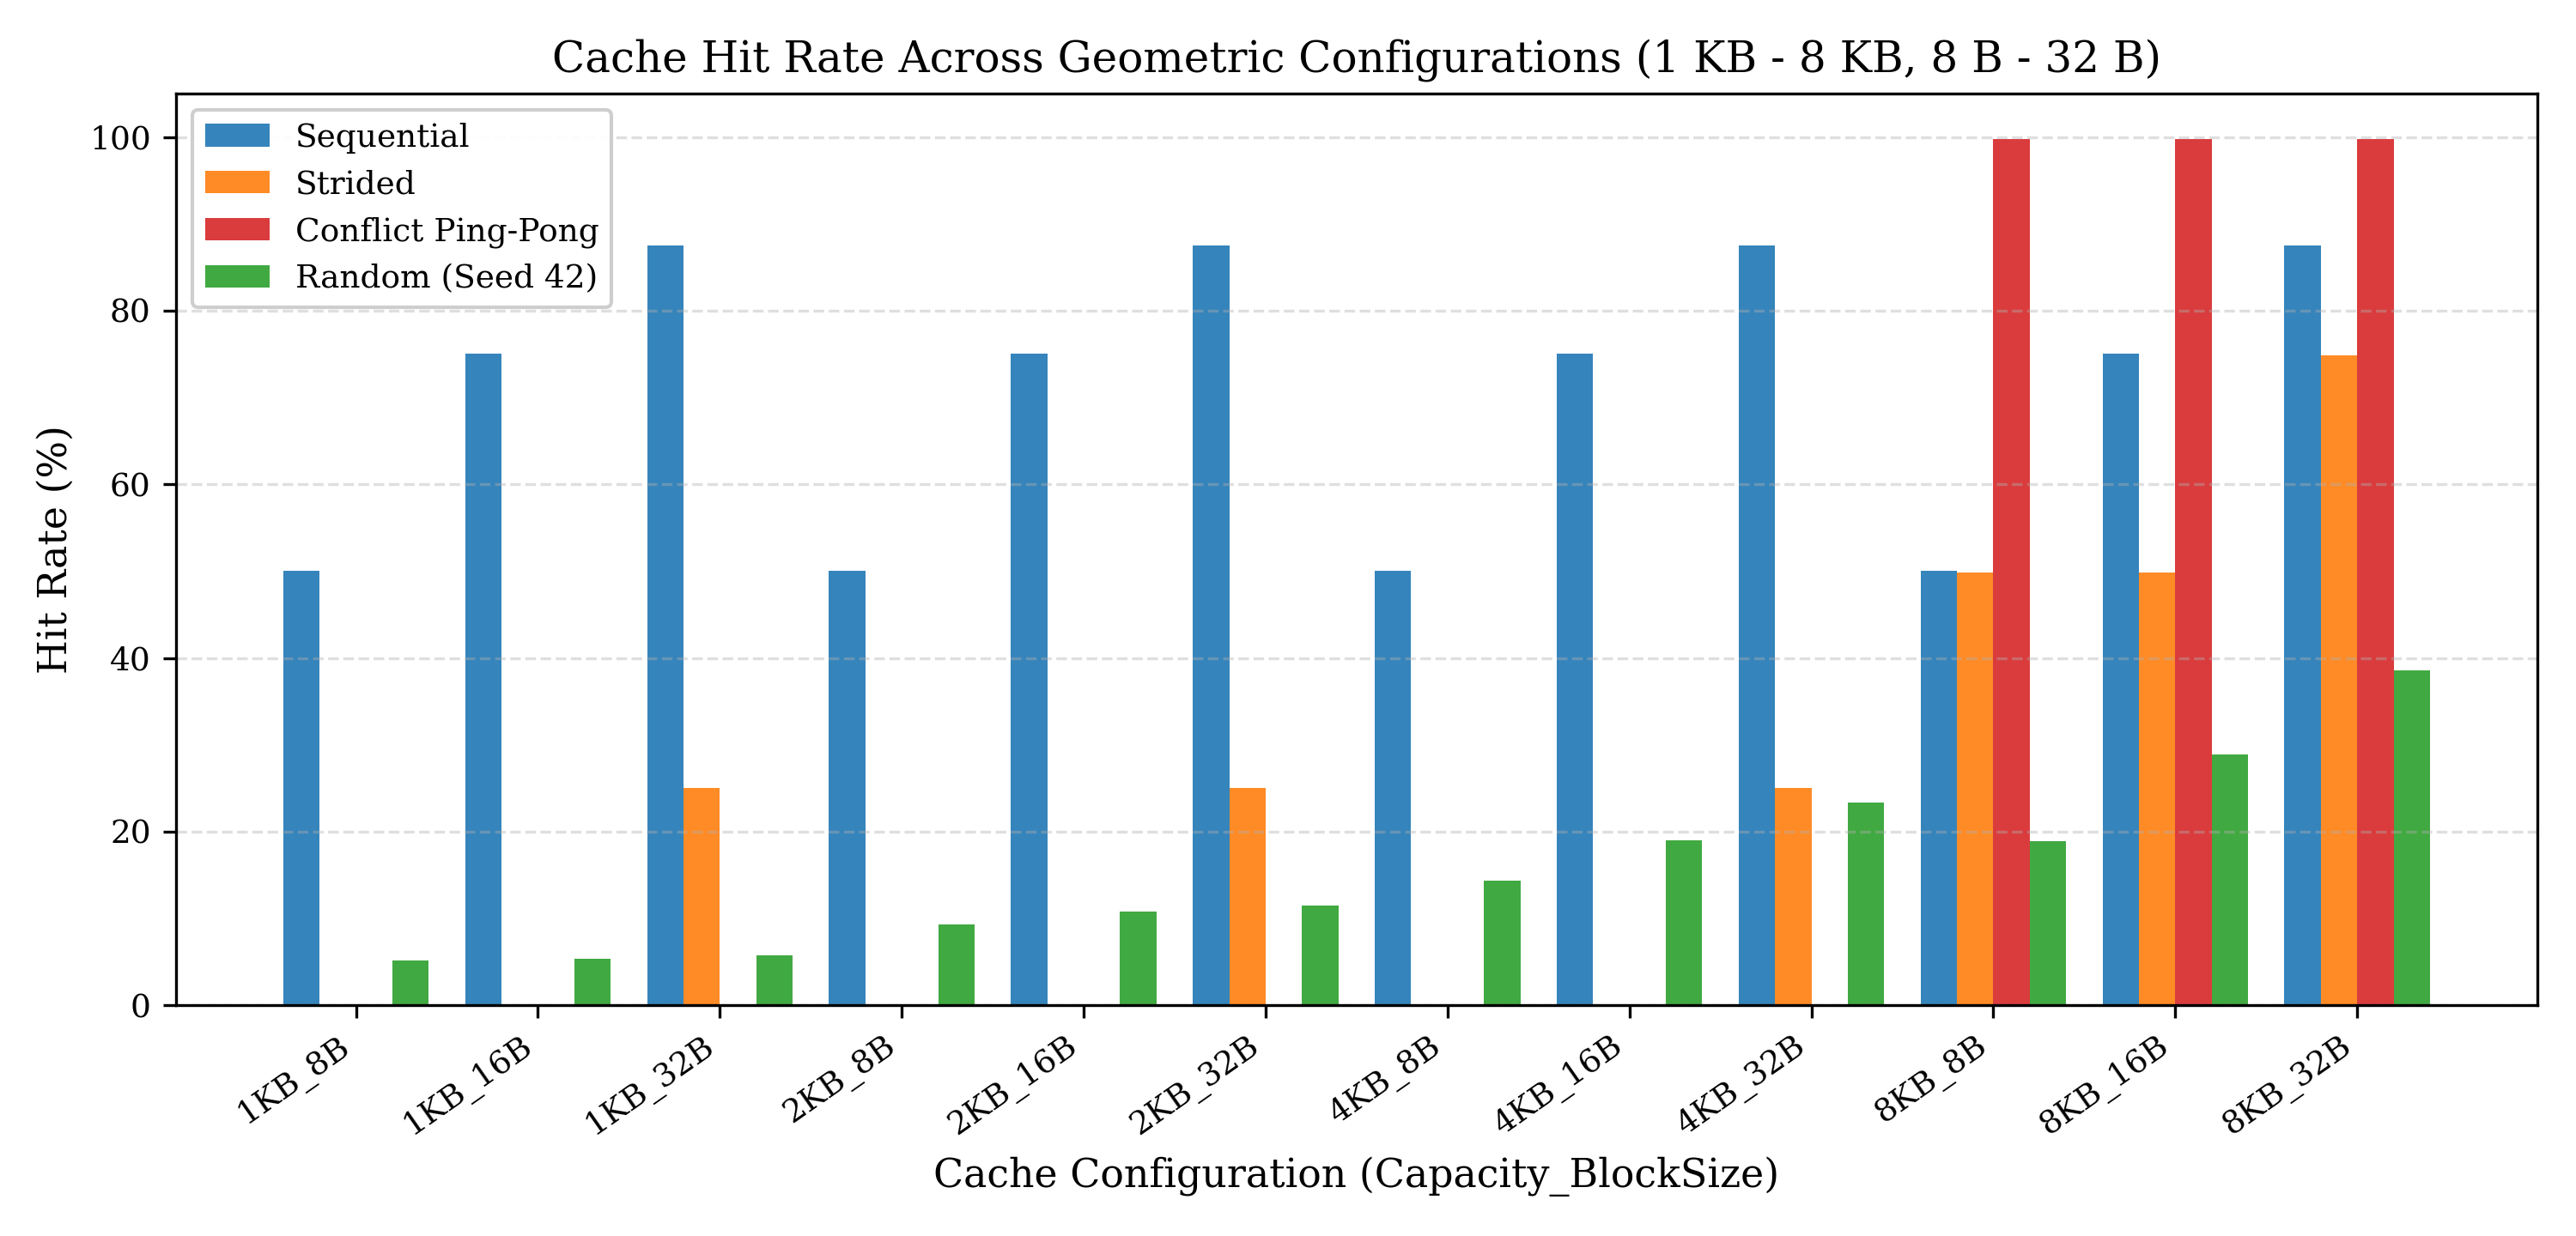 Cache Hit Rate Across Geometric Configurations (1 KB - 8 KB, 8 B - 32 B)
Sequential
Strided
Conflict Ping-Pong
Random (Seed 42)
Hit Rate (%)
100
80
60
40
20
0
1KB_8B
1KB_16B
1KB_32B
2KB_8B
2KB_16B
2KB_32B
4KB_8B
4KB_16B
4KB_32B
8KB_8B
8KB_16B
8KB_32B
Cache Configuration (Capacity_BlockSize)